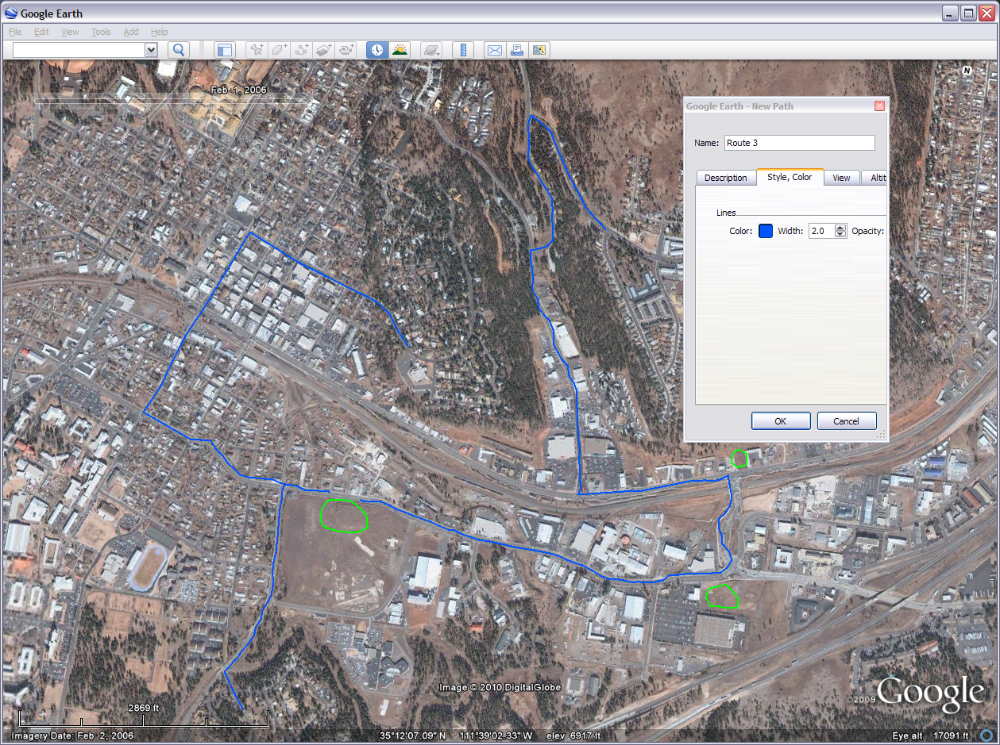 Google Earth
File Edit View Tools Add Help
Feb 1, 2006
N
Google Earth - New Path
Name: Route 3
Description Style, Color View Altit
Lines
Color: Width: 2.0 Opacity:
OK Cancel
Image © 2010 DigitalGlobe
©2009 Google
2869 ft
Imagery Date: Feb 2, 2006 35°12'07.09" N 111°39'02.33" W elev 6917 ft Eye alt 17091 ft